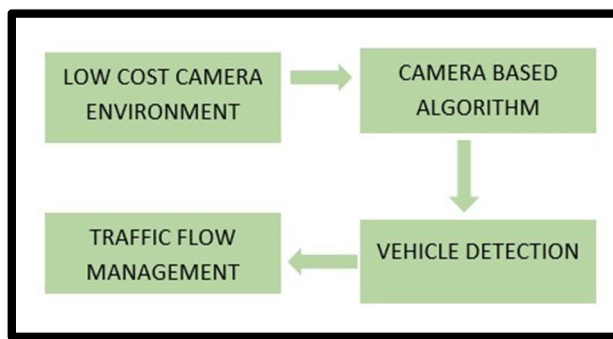 LOW COST CAMERA
ENVIRONMENT
CAMERA BASED
ALGORITHM
VEHICLE DETECTION
TRAFFIC FLOW
MANAGEMENT